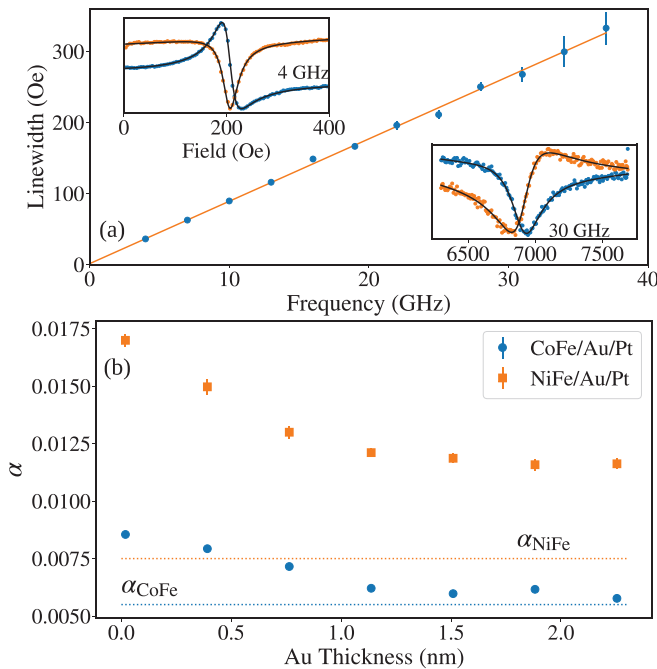 300
200
100
0
Linewidth (Oe)
(a)
4 GHz
0 200 400
Field (Oe)
30 GHz
6500 7000 7500
0 10 20 30 40
Frequency (GHz)
0.0175
0.0150
0.0125
0.0100
0.0075
0.0050
α
(b)
CoFe/Au/Pt
NiFe/Au/Pt
αNiFe
αCoFe
0.0 0.5 1.0 1.5 2.0
Au Thickness (nm)